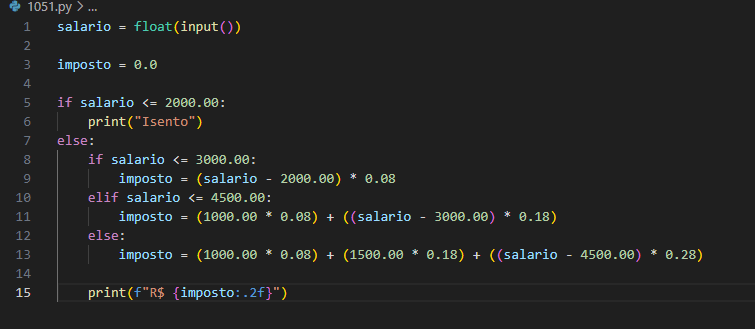 1051.py > ...
1 salario = float(input())
2
3 imposto = 0.0
4
5 if salario <= 2000.00:
6     print("Isento")
7 else:
8     if salario <= 3000.00:
9         imposto = (salario - 2000.00) * 0.08
10     elif salario <= 4500.00:
11         imposto = (1000.00 * 0.08) + ((salario - 3000.00) * 0.18)
12     else:
13         imposto = (1000.00 * 0.08) + (1500.00 * 0.18) + ((salario - 4500.00) * 0.28)
14
15     print(f"R$ {imposto:.2f}")